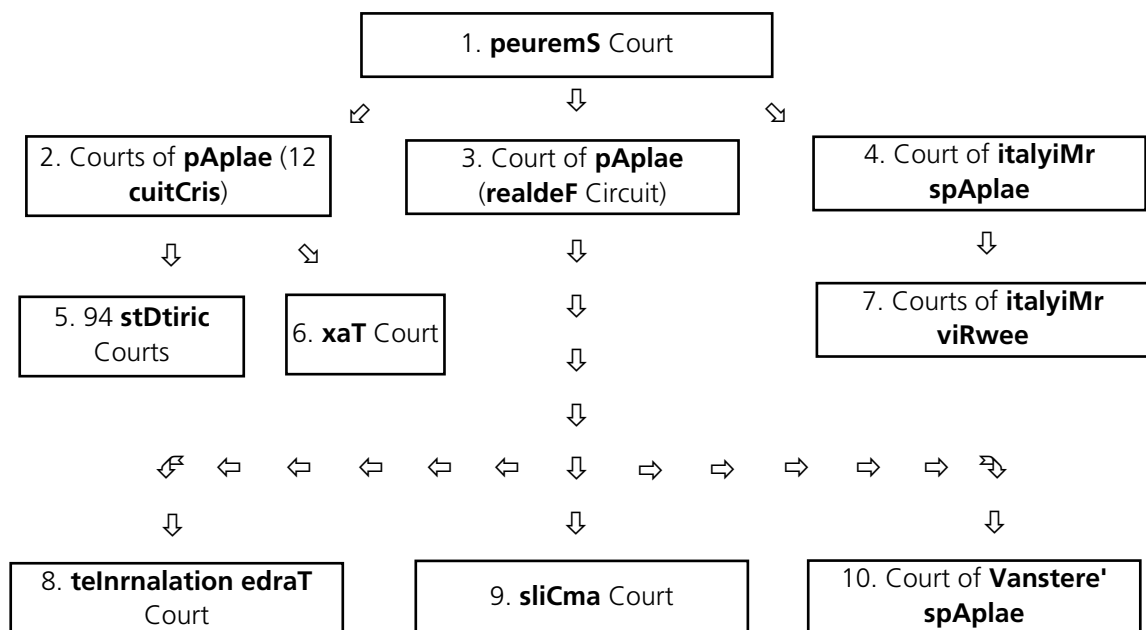 1. peuremS Court
2. Courts of pAplae (12
cuitCris)
3. Court of pAplae
(realdeF Circuit)
4. Court of italyiMr
spAplae
5. 94 stDtiric
Courts
6. xaT Court
7. Courts of italyiMr
viRwee
8. teInrnalation edraT
Court
9. sliCma Court
10. Court of Vanstere'
spAplae